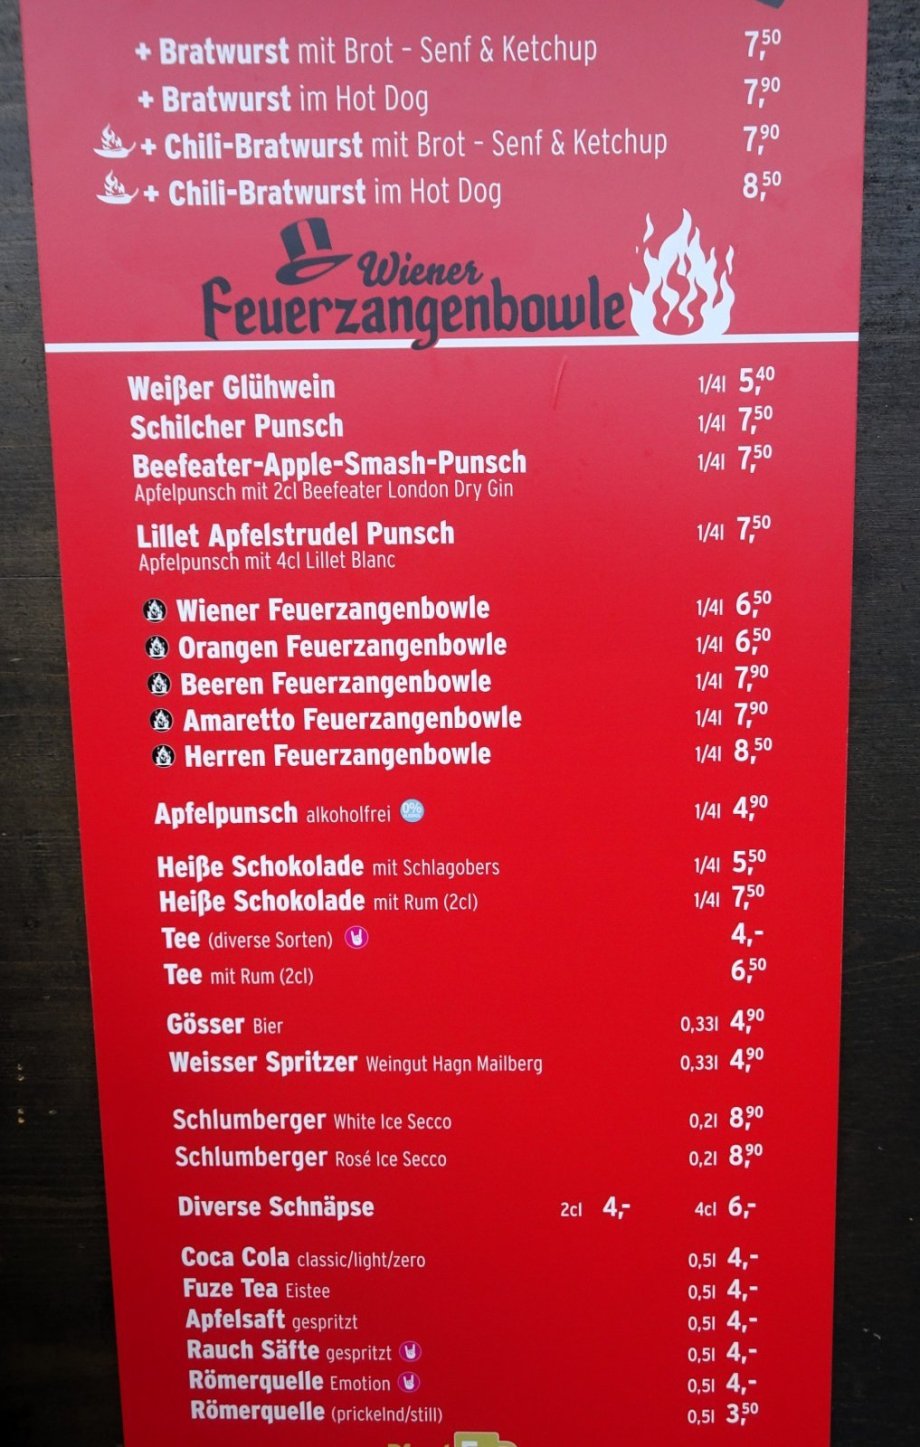 + Bratwurst mit Brot - Senf & Ketchup 7,50
+ Bratwurst im Hot Dog 7,90
+ Chili-Bratwurst mit Brot - Senf & Ketchup 7,90
+ Chili-Bratwurst im Hot Dog 8,50
Wiener
Feuerzangenbowle
Weißer Glühwein 1/4l 5,40
Schilcher Punsch 1/4l 7,50
Beefeater-Apple-Smash-Punsch 1/4l 7,50
Apfelpunsch mit 2cl Beefeater London Dry Gin
Lillet Apfelstrudel Punsch 1/4l 7,50
Apfelpunsch mit 4cl Lillet Blanc
Wiener Feuerzangenbowle 1/4l 6,50
Orangen Feuerzangenbowle 1/4l 6,50
Beeren Feuerzangenbowle 1/4l 7,90
Amaretto Feuerzangenbowle 1/4l 7,90
Herren Feuerzangenbowle 1/4l 8,50
Apfelpunsch alkoholfrei 0% 1/4l 4,90
Heiße Schokolade mit Schlagobers 1/4l 5,50
Heiße Schokolade mit Rum (2cl) 1/4l 7,50
Tee (diverse Sorten) 4,-
Tee mit Rum (2cl) 6,50
Gösser Bier 0,33l 4,90
Weisser Spritzer Weingut Hagn Mailberg 0,33l 4,90
Schlumberger White Ice Secco 0,2l 8,90
Schlumberger Rosé Ice Secco 0,2l 8,90
Diverse Schnäpse 2cl 4,- 4cl 6,-
Coca Cola classic/light/zero 0,5l 4,-
Fuze Tea Eistee 0,5l 4,-
Apfelsaft gespritzt 0,5l 4,-
Rauch Säfte gespritzt 0,5l 4,-
Römerquelle Emotion 0,5l 4,-
Römerquelle (prickelnd/still) 0,5l 3,50